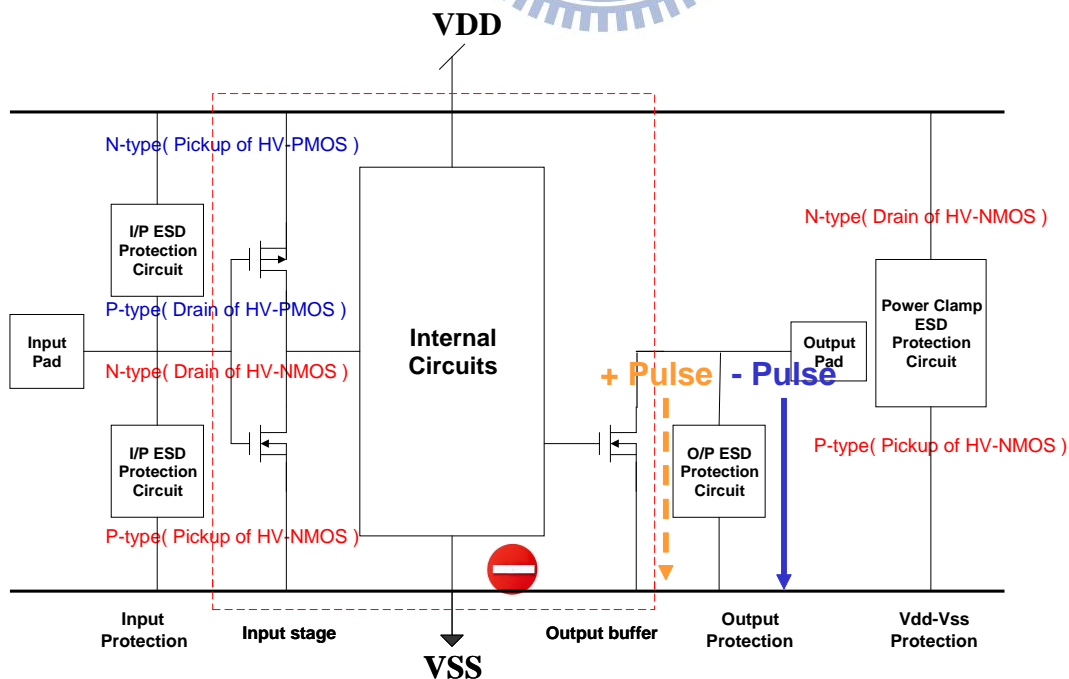 VDD
N-type( Pickup of HV-PMOS )
I/P ESD
Protection
Circuit
P-type( Drain of HV-PMOS )
Input
Pad
N-type( Drain of HV-NMOS )
I/P ESD
Protection
Circuit
P-type( Pickup of HV-NMOS )
Internal
Circuits
+ Pulse
- Pulse
Output
Pad
O/P ESD
Protection
Circuit
N-type( Drain of HV-NMOS )
Power Clamp
ESD
Protection
Circuit
P-type( Pickup of HV-NMOS )
Input
Protection
Input stage
VSS
Output buffer
Output
Protection
Vdd-Vss
Protection